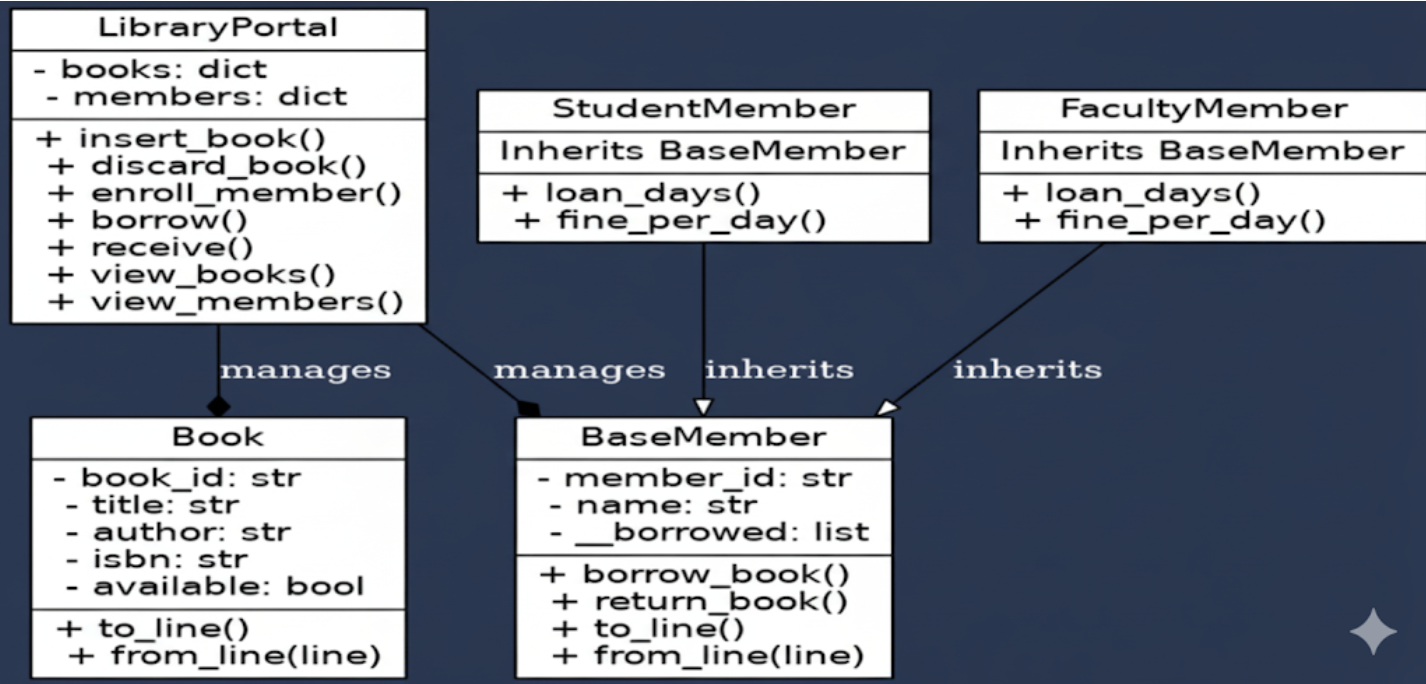 LibraryPortal
- books: dict
- members: dict
+ insert_book()
+ discard_book()
+ enroll_member()
+ borrow()
+ receive()
+ view_books()
+ view_members()
StudentMember
Inherits BaseMember
+ loan_days()
+ fine_per_day()
FacultyMember
Inherits BaseMember
+ loan_days()
+ fine_per_day()
manages
manages
inherits
inherits
Book
- book_id: str
- title: str
- author: str
- isbn: str
- available: bool
+ to_line()
+ from_line(line)
BaseMember
- member_id: str
- name: str
- __borrowed: list
+ borrow_book()
+ return_book()
+ to_line()
+ from_line(line)